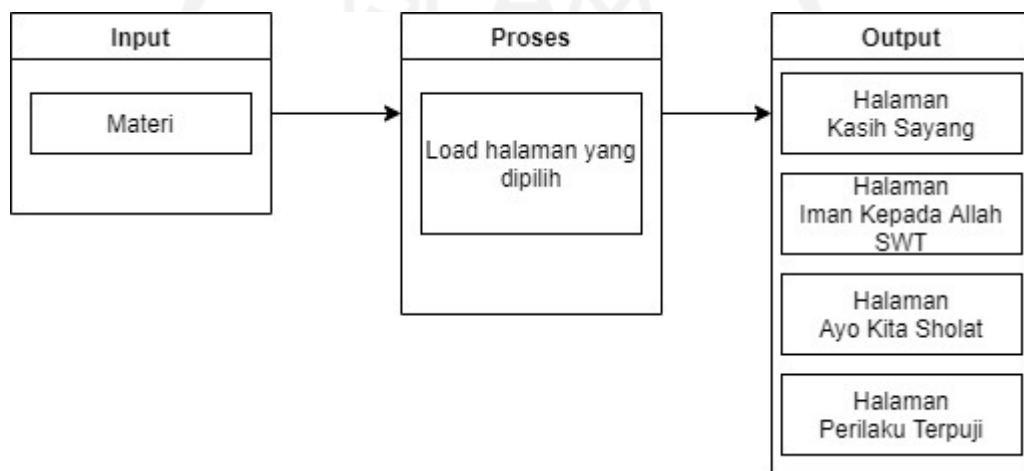 Input
Materi
Proses
Load halaman yang
dipilih
Output
Halaman
Kasih Sayang
Halaman
Iman Kepada Allah
SWT
Halaman
Ayo Kita Sholat
Halaman
Perilaku Terpuji